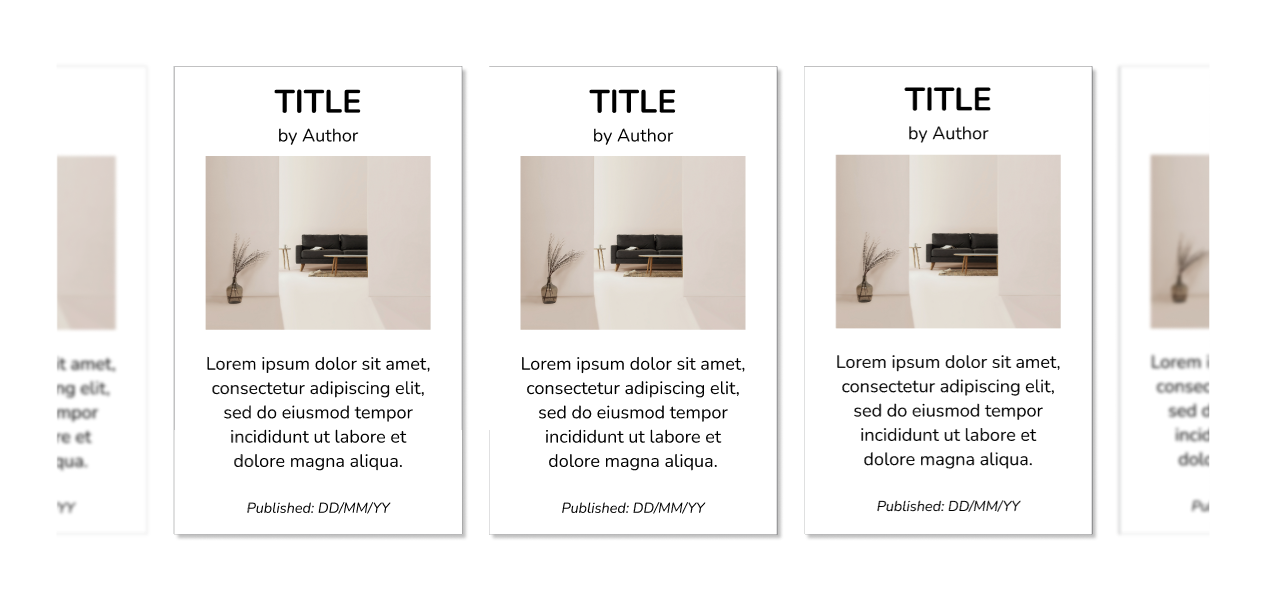 it amet,
ng elit,
mpor
re et
qua.
YY
TITLE
by Author
Lorem ipsum dolor sit amet,
consectetur adipiscing elit,
sed do eiusmod tempor
incididunt ut labore et
dolore magna aliqua.
Published: DD/MM/YY
TITLE
by Author
Lorem ipsum dolor sit amet,
consectetur adipiscing elit,
sed do eiusmod tempor
incididunt ut labore et
dolore magna aliqua.
Published: DD/MM/YY
TITLE
by Author
Lorem ipsum dolor sit amet,
consectetur adipiscing elit,
sed do eiusmod tempor
incididunt ut labore et
dolore magna aliqua.
Published: DD/MM/YY
Lorem i
consec
sed d
incid
dolo
Pu